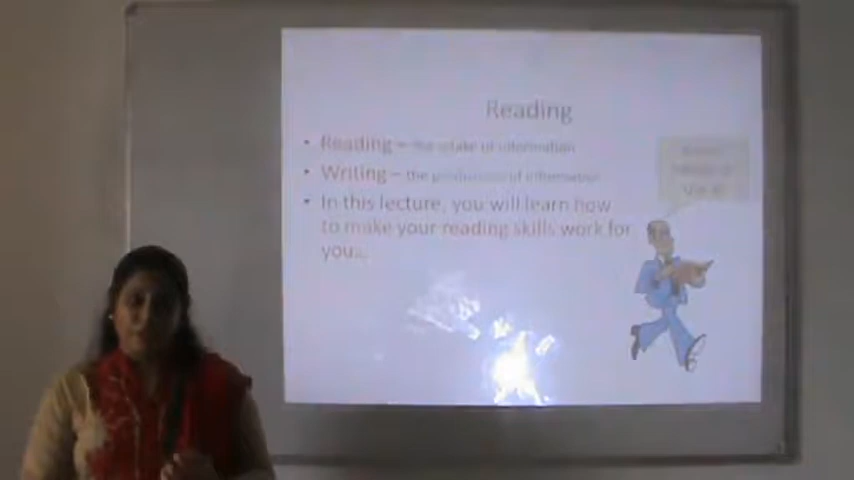 Reading
• Reading – the intake of information
• Writing – the production of information
• In this lecture, you will learn how
to make your reading skills work for
you…